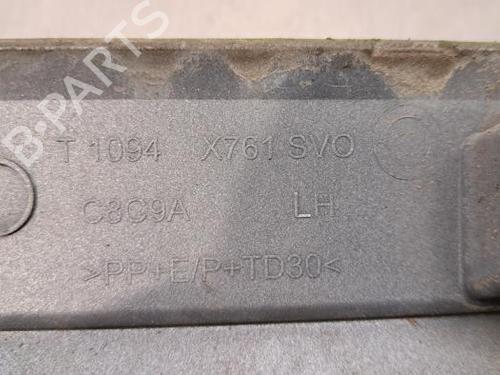 B-PARTS
T 1094 X761 SVO
C8C9A LH
>PP+E/P+TD30<